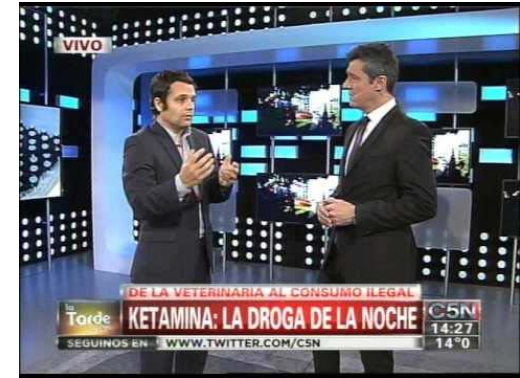 VIVO
DE LA VETERINARIA AL CONSUMO ILEGAL
la Tarde
KETAMINA: LA DROGA DE LA NOCHE
C5N
14:27
SEGUINOS EN
WWW.TWITTER.COM/C5N
14°0